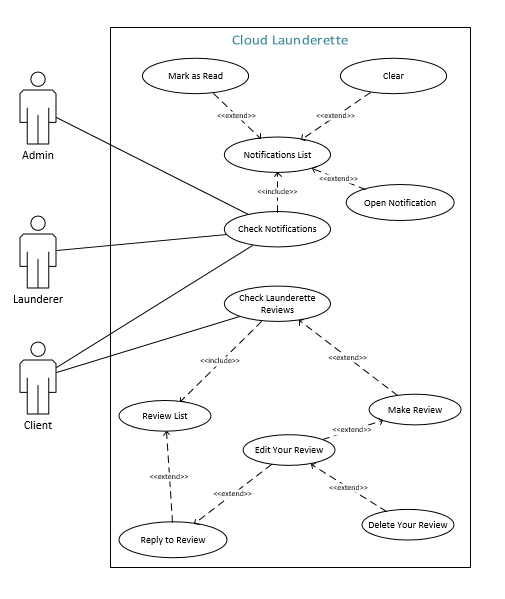 Cloud Launderette
Mark as Read
Clear
<<extend>>
<<extend>>
Admin
Notifications List
<<extend>>
<<include>>
Open Notification
Check Notifications
Launderer
Check Launderette
Reviews
<<include>>
<<extend>>
Client
Review List
Make Review
<<extend>>
Edit Your Review
<<extend>>
<<extend>>
<<extend>>
Delete Your Review
Reply to Review